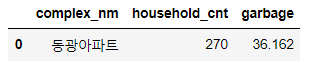 complex_nm household_cnt garbage
0 동광아파트 270 36.162